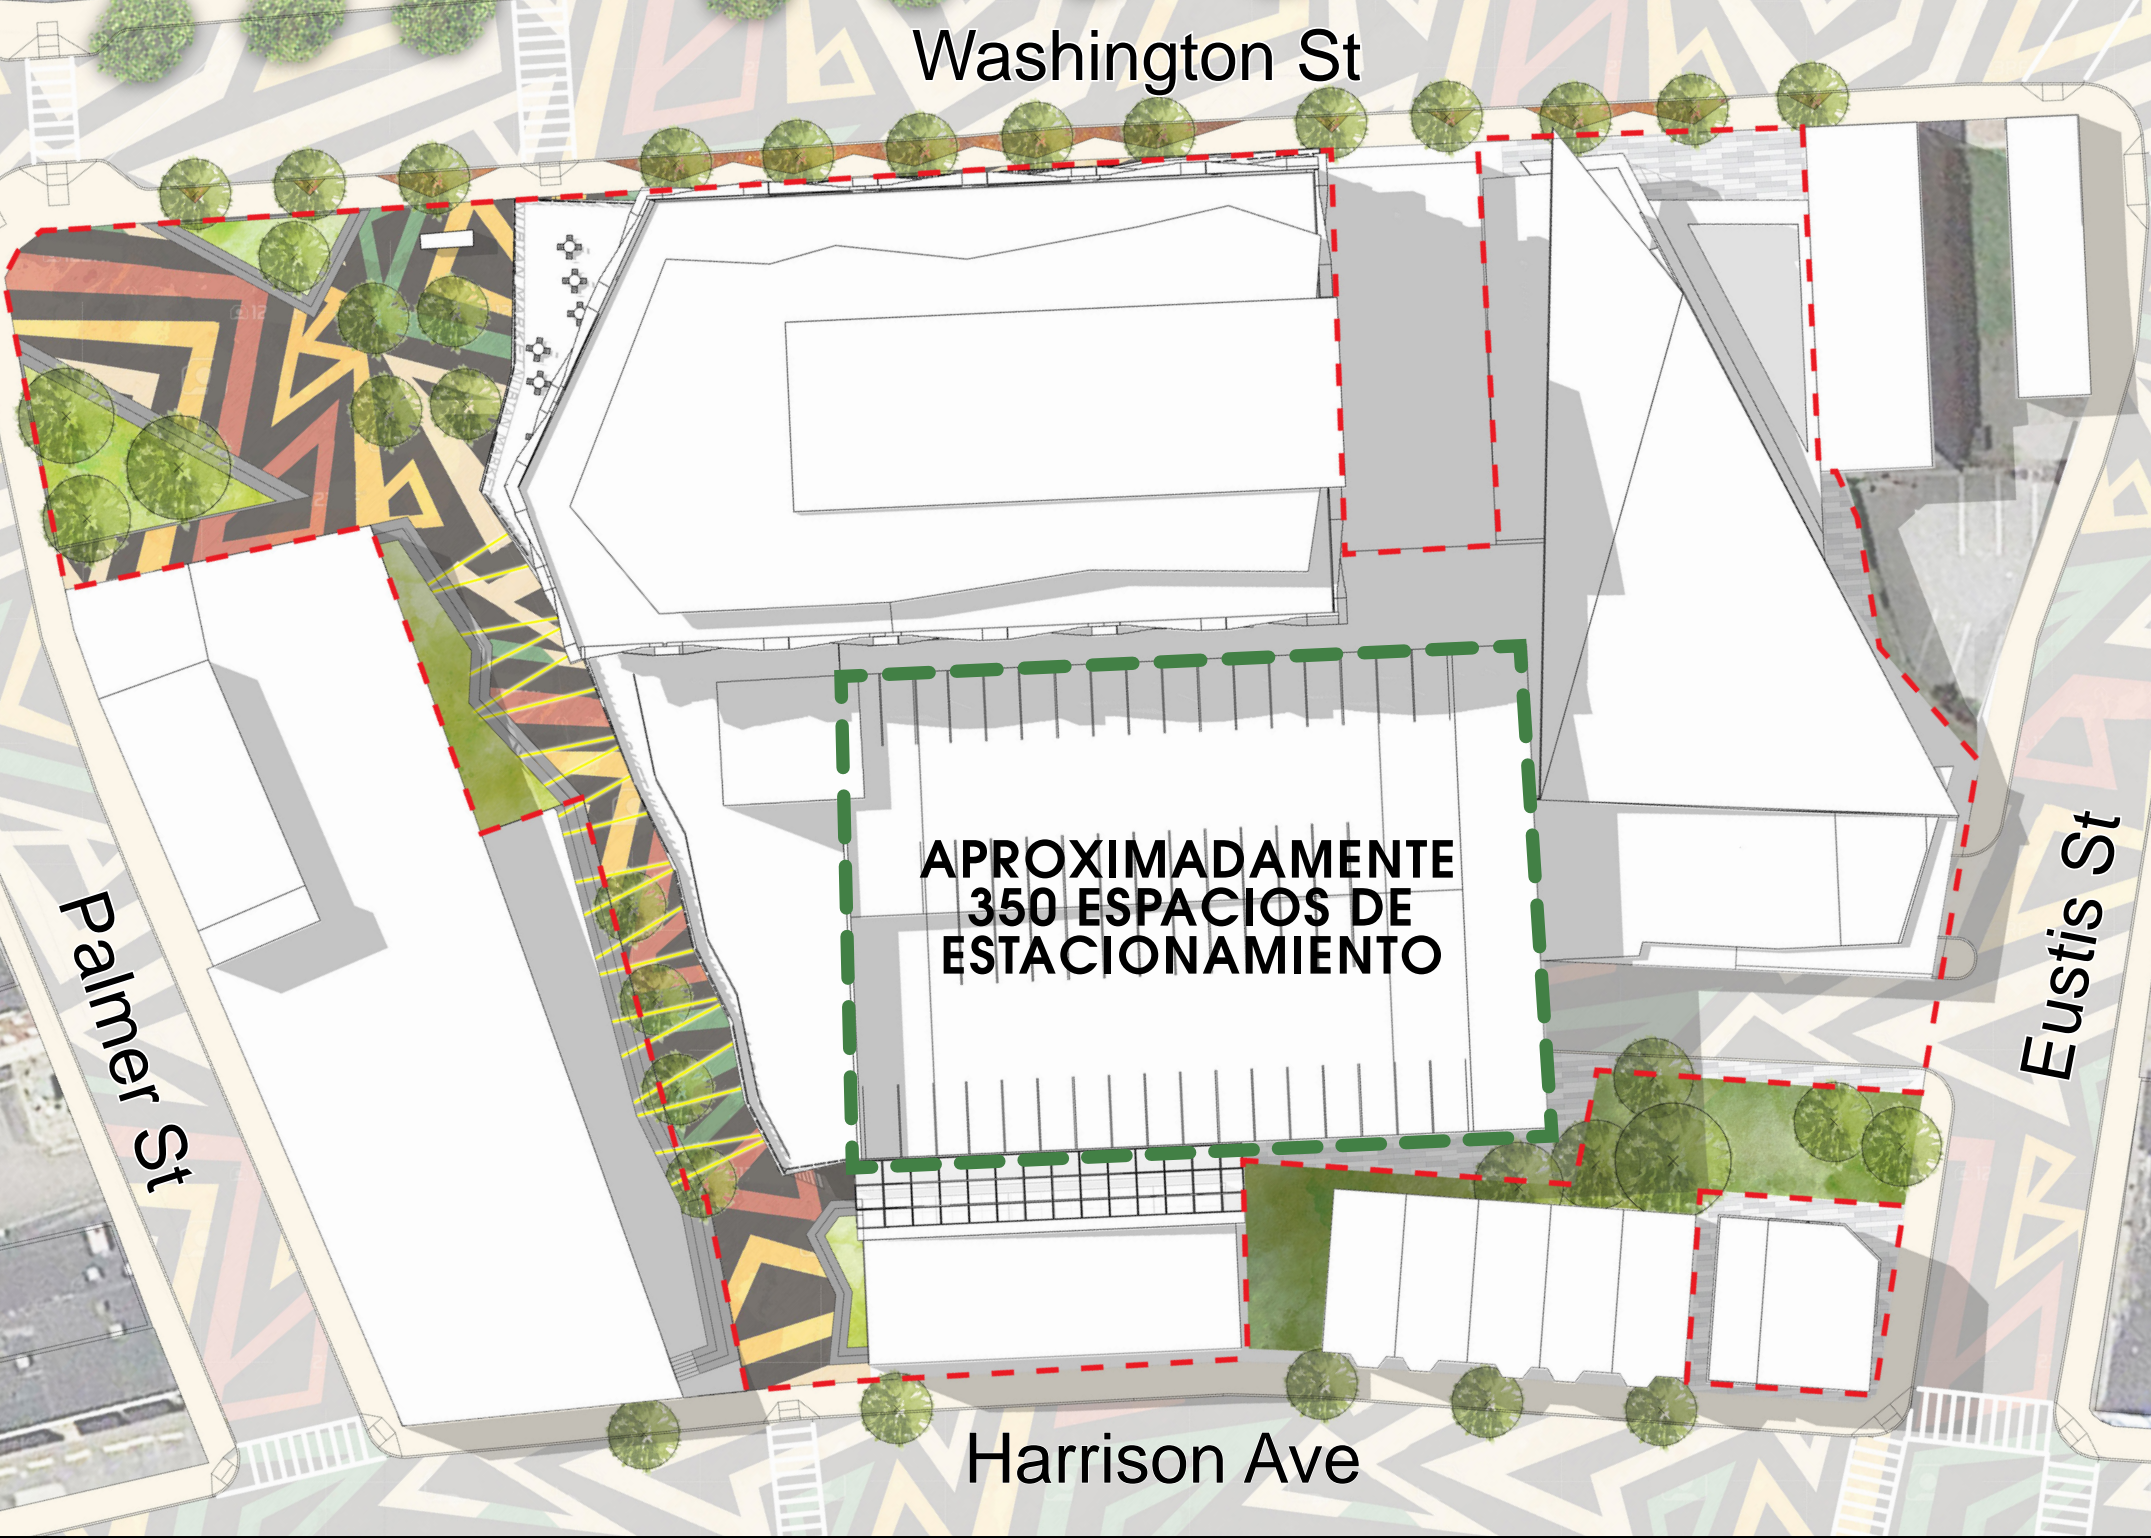 Washington St
APROXIMADAMENTE
350 ESPACIOS DE
ESTACIONAMIENTO
Palmer St
Eustis St
Harrison Ave